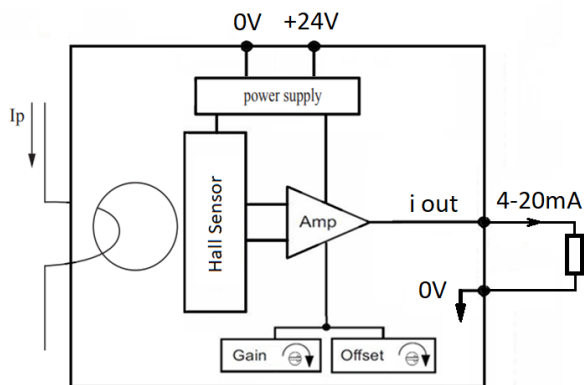 0V +24V
power supply
Ip
Hall Sensor
Amp
i out
4-20mA
0V
Gain
Offset